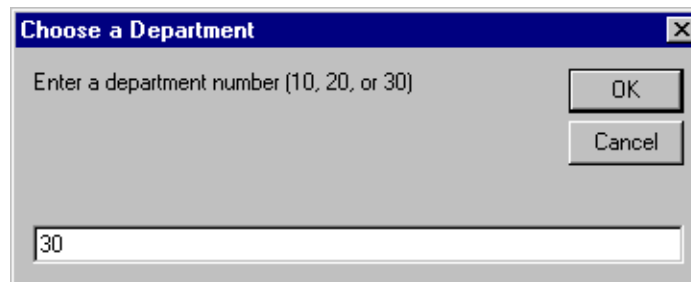 Choose a Department
Enter a department number (10, 20, or 30)
OK
Cancel
30